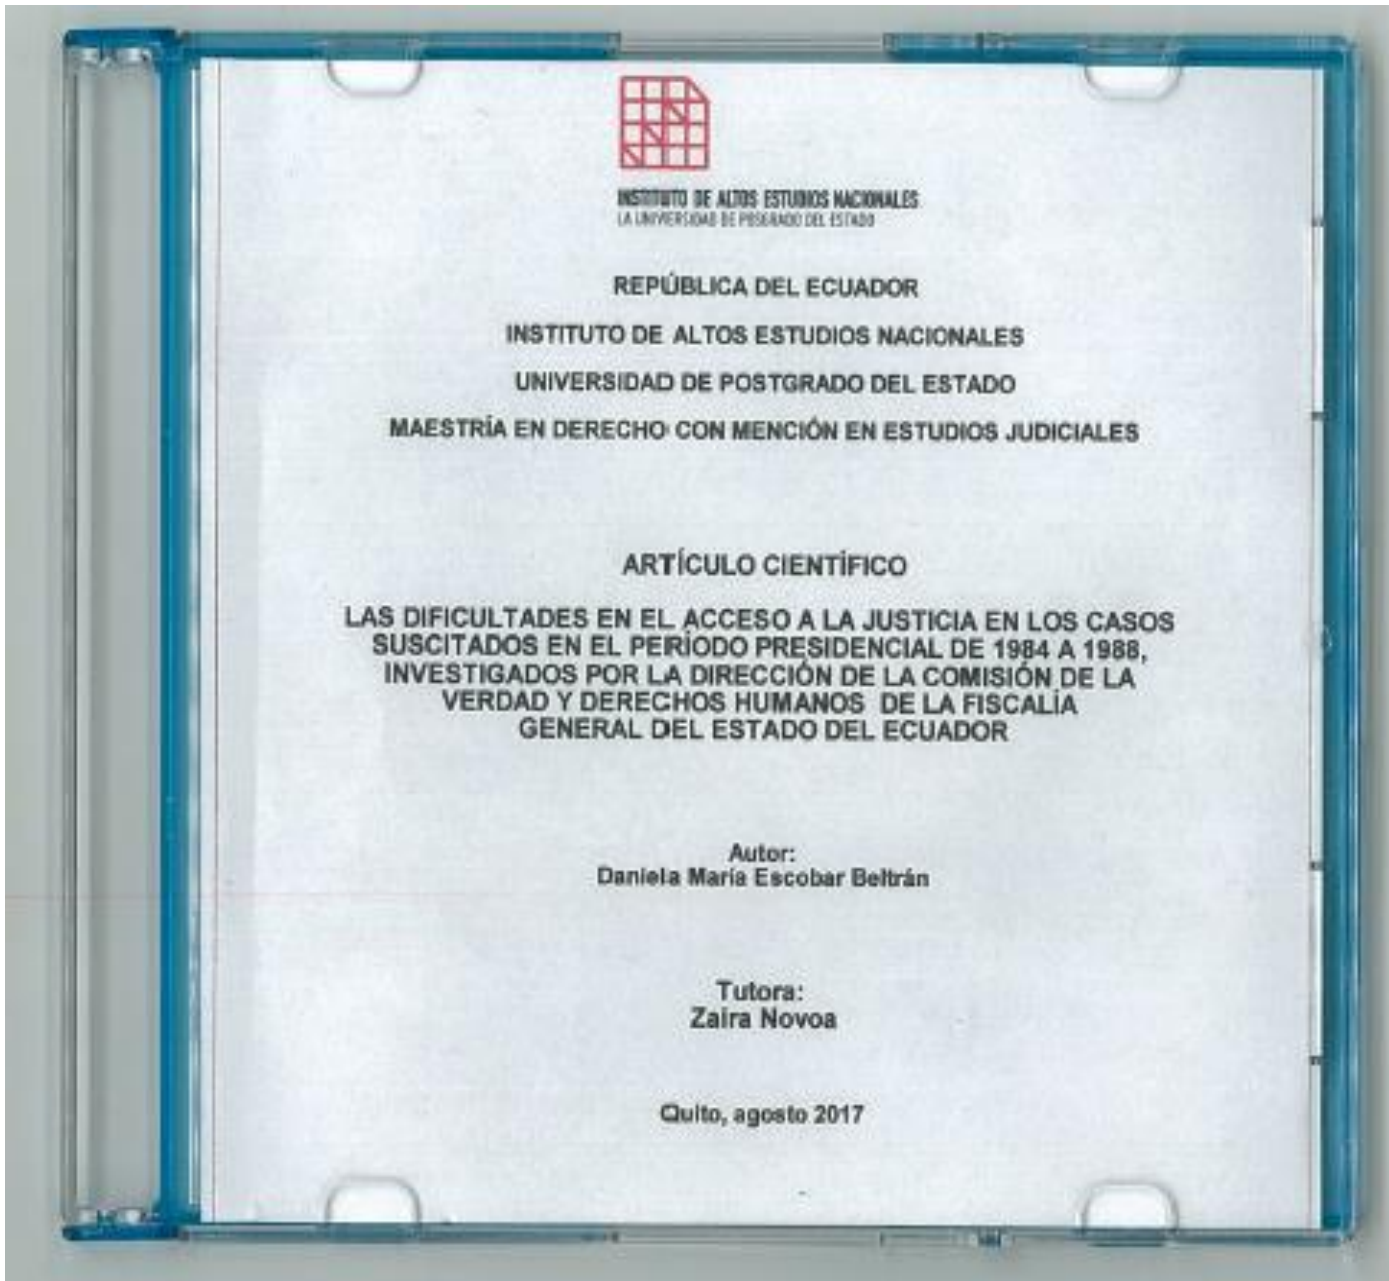 INSTITUTO DE ALTOS ESTUDIOS NACIONALES
LA UNIVERSIDAD DE POSGRADO DEL ESTADO
REPÚBLICA DEL ECUADOR
INSTITUTO DE ALTOS ESTUDIOS NACIONALES
UNIVERSIDAD DE POSTGRADO DEL ESTADO
MAESTRÍA EN DERECHO CON MENCIÓN EN ESTUDIOS JUDICIALES
ARTÍCULO CIENTÍFICO
LAS DIFICULTADES EN EL ACCESO A LA JUSTICIA EN LOS CASOS
SUSCITADOS EN EL PERÍODO PRESIDENCIAL DE 1984 A 1988,
INVESTIGADOS POR LA DIRECCIÓN DE LA COMISIÓN DE LA
VERDAD Y DERECHOS HUMANOS DE LA FISCALÍA
GENERAL DEL ESTADO DEL ECUADOR
Autor:
Daniela María Escobar Beltrán
Tutora:
Zaira Novoa
Quito, agosto 2017